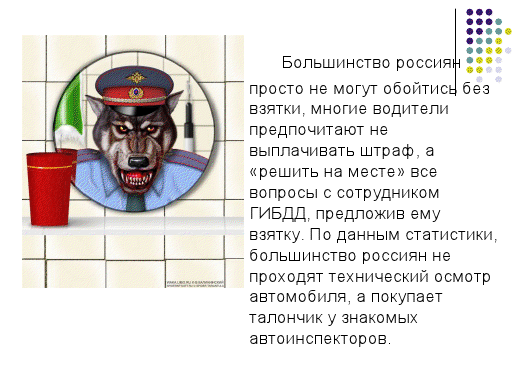 Большинство россиян
просто не могут обойтись без
взятки, многие водители
предпочитают не
выплачивать штраф, а
«решить на месте» все
вопросы с сотрудником
ГИБДД, предложив ему
взятку. По данным статистики,
большинство россиян не
проходят технический осмотр
автомобиля, а покупает
талончик у знакомых
автоинспекторов.